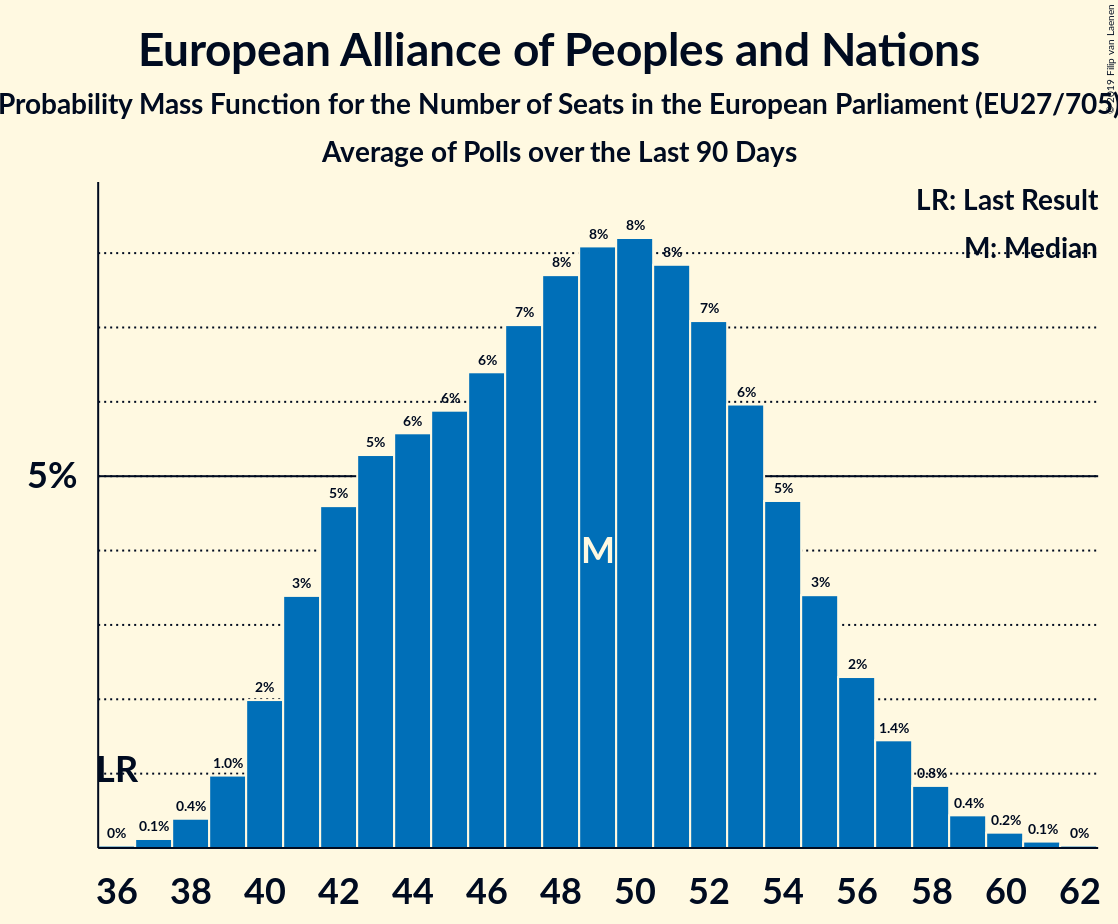 European Alliance of Peoples and Nations
Probability Mass Function for the Number of Seats in the European Parliament (EU27/705)
Average of Polls over the Last 90 Days
© 2019 Filip van Laenen
LR: Last Result
M: Median
5%
LR
M
0% 0.1% 0.4% 1.0% 2% 3% 5% 5% 6% 6% 6% 7% 8% 8% 8% 8% 7% 6% 5% 3% 2% 1.4% 0.8% 0.4% 0.2% 0.1% 0%
36 38 40 42 44 46 48 50 52 54 56 58 60 62